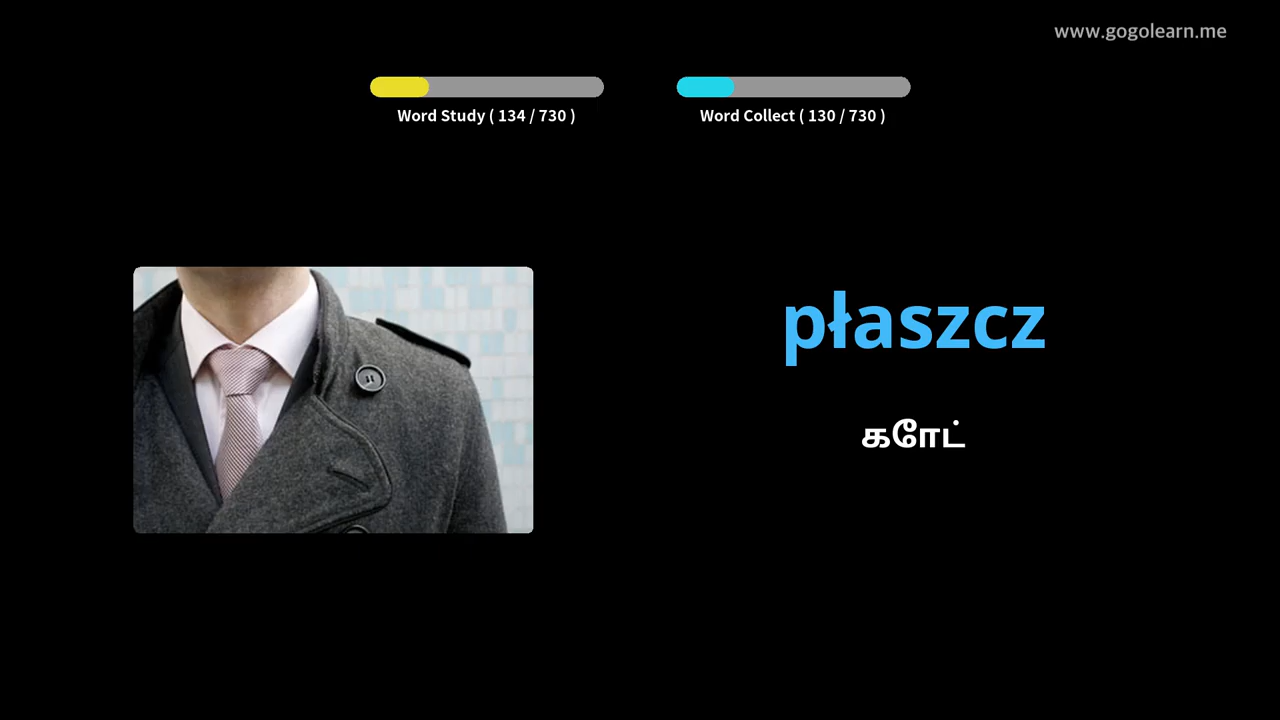 www.gogolearn.me
Word Study ( 134 / 730 )
Word Collect ( 130 / 730 )
płaszcz
கோட்